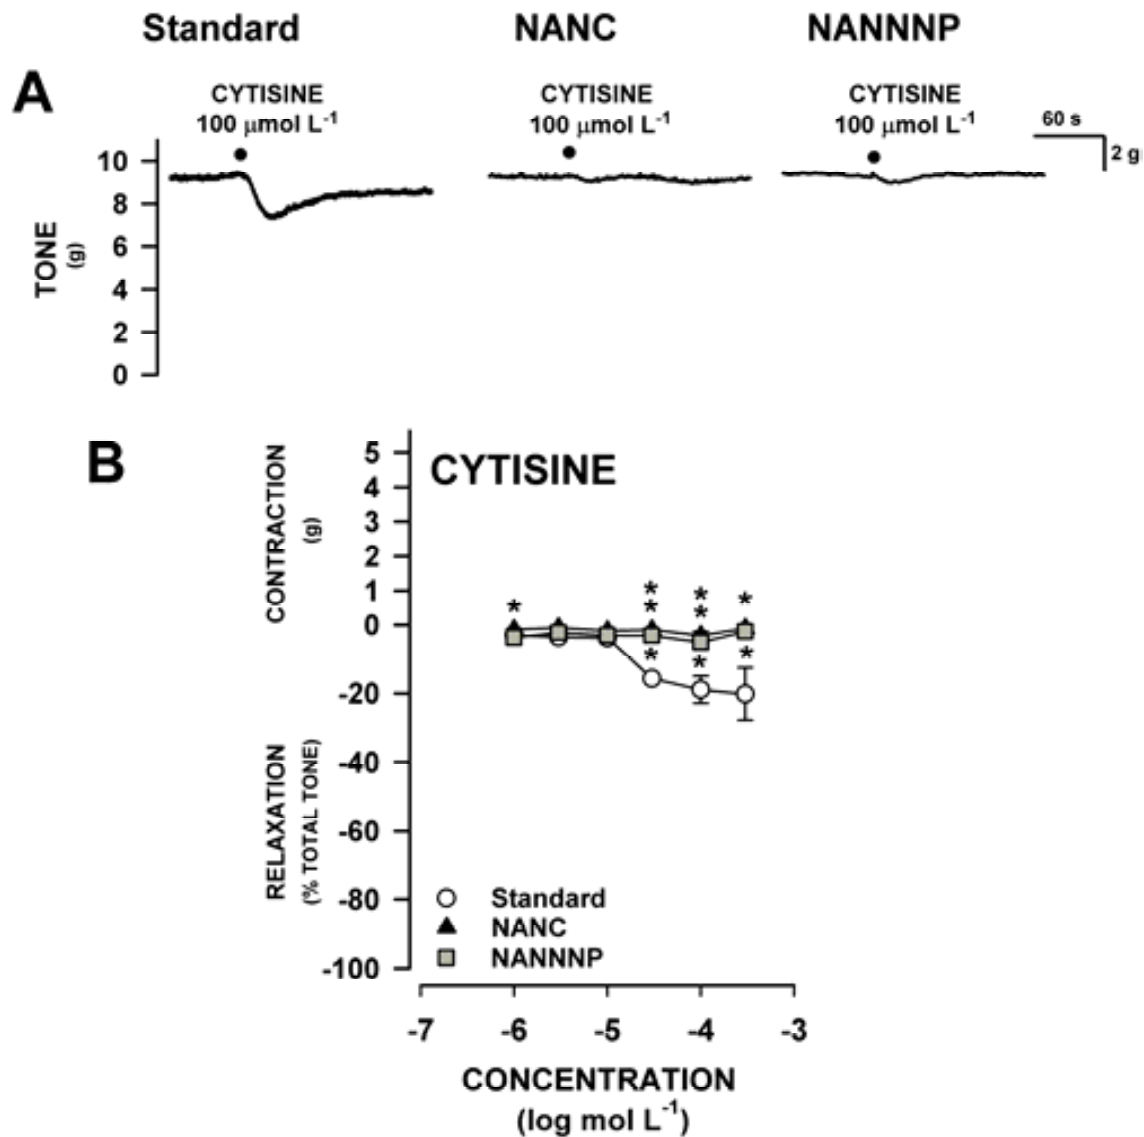 Standard NANC NANNNP
A
CYTISINE CYTISINE CYTISINE
100 μmol L-1 100 μmol L-1 100 μmol L-1
60 s
2 g
TONE
(g)
10
8
6
4
2
0
B
CYTISINE
CONTRACTION
(g)
5
4
3
2
1
0
-20
-40
-60
-80
-100
RELAXATION
(% TOTAL TONE)
* * * * * *
* * *
Standard
NANC
NANNNP
-7 -6 -5 -4 -3
CONCENTRATION
(log mol L-1)